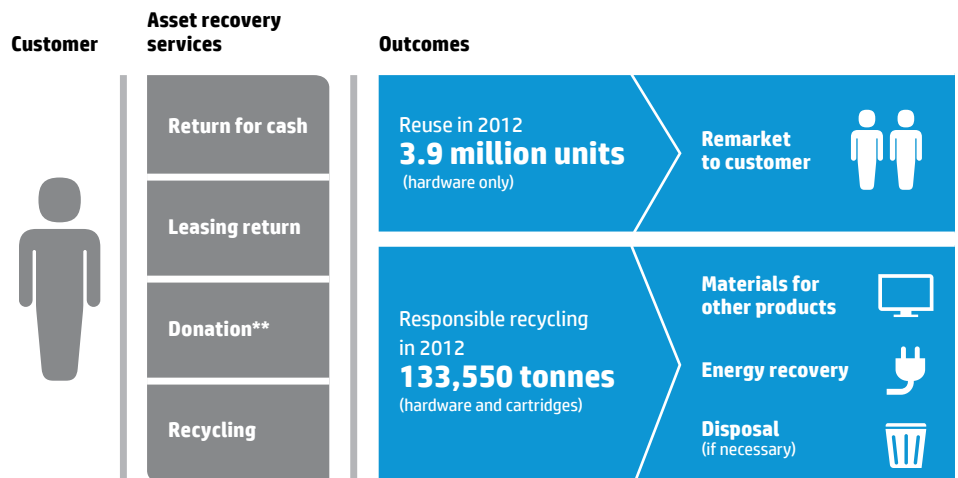 Customer
Asset recovery
services
Outcomes
Return for cash
Leasing return
Donation**
Recycling
Reuse in 2012
3.9 million units
(hardware only)
Remarket
to customer
Responsible recycling
in 2012
133,550 tonnes
(hardware and cartridges)
Materials for
other products
Energy recovery
Disposal
(if necessary)